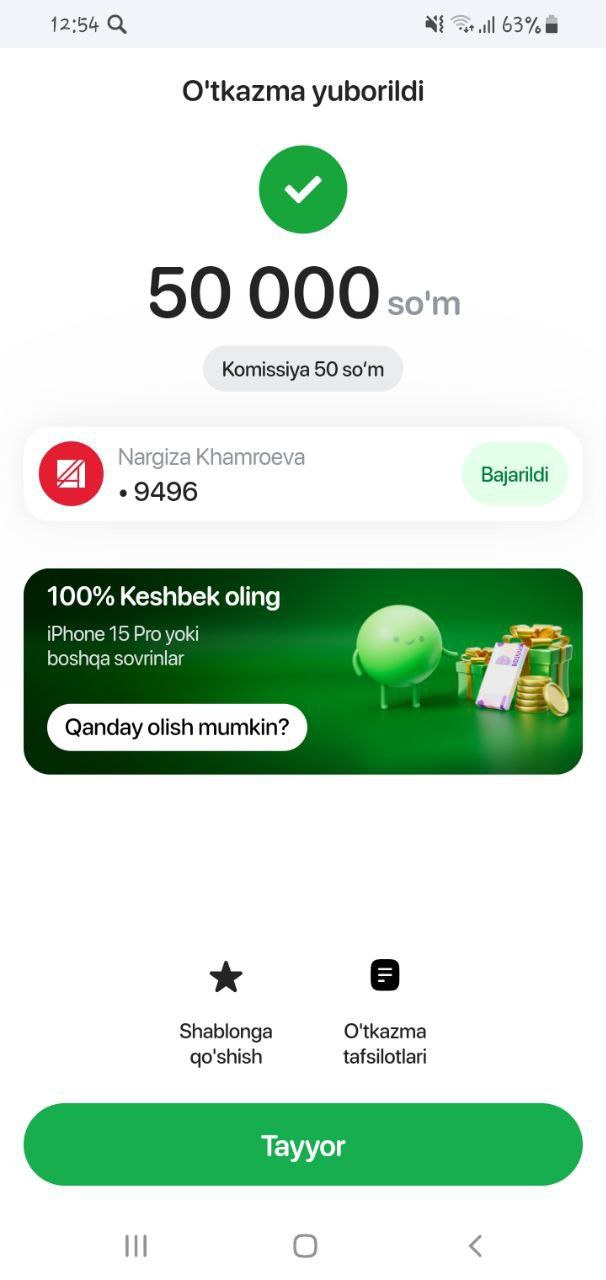 12:54
63%
O'tkazma yuborildi
50 000 so'm
Komissiya 50 so‘m
Nargiza Khamroeva
• 9496
Bajarildi
100% Keshbek oling
iPhone 15 Pro yoki
boshqa sovrinlar
Qanday olish mumkin?
Shablonga
qo'shish
O'tkazma
tafsilotlari
Tayyor